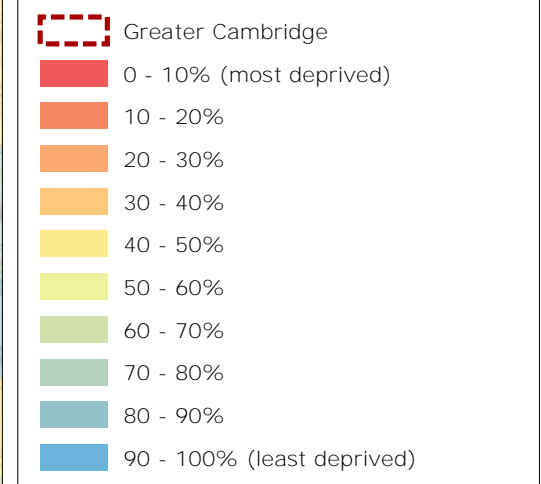 Greater Cambridge
0 - 10% (most deprived)
10 - 20%
20 - 30%
30 - 40%
40 - 50%
50 - 60%
60 - 70%
70 - 80%
80 - 90%
90 - 100% (least deprived)